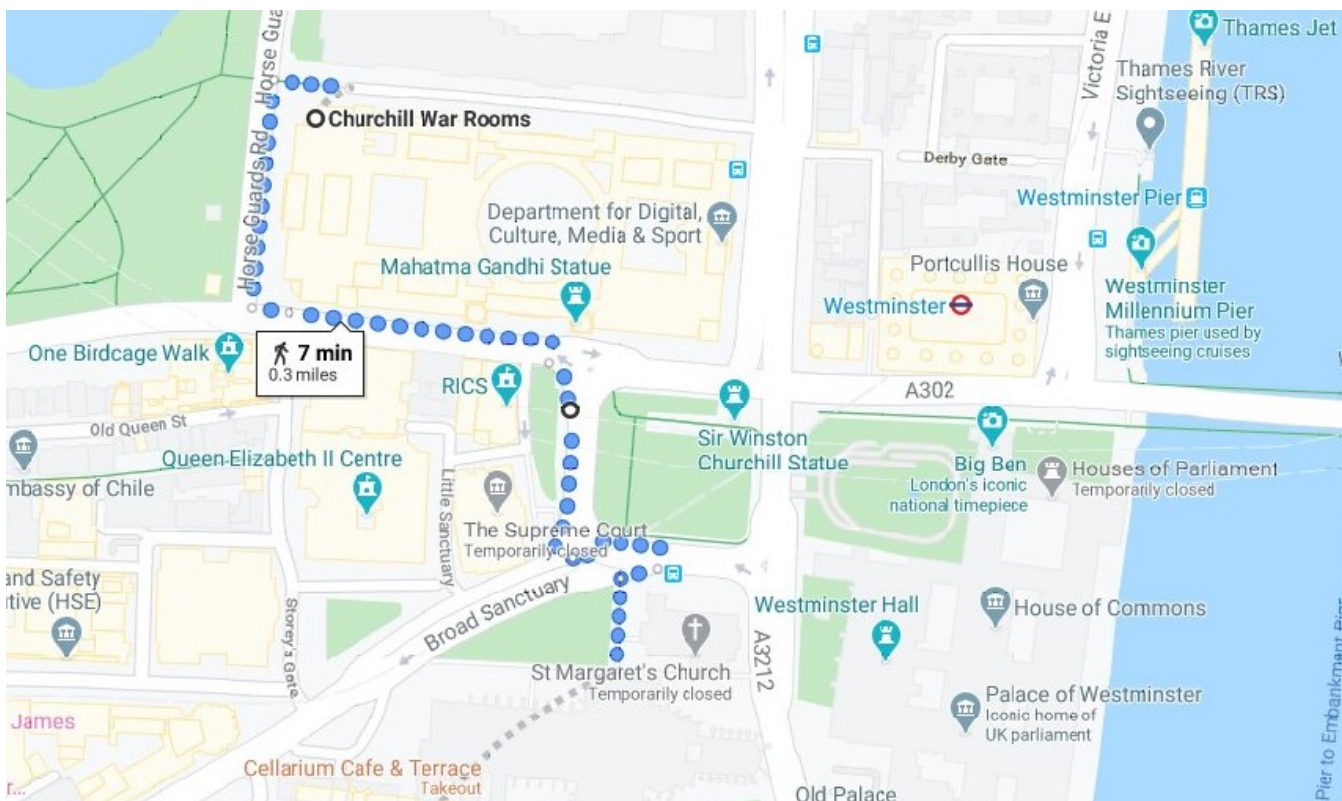 Thames Jet
Horse Gua
Victoria E
Thames River
Sightseeing (TRS)
Churchill War Rooms
Derby Gate
Westminster Pier
Horse Guards Rd
Department for Digital,
Culture, Media & Sport
Portcullis House
Mahatma Gandhi Statue
Westminster
Westminster
Millennium Pier
Thames pier used by
sightseeing cruises
One Birdcage Walk
7 min
0.3 miles
RICS
A302
Old Queen St
Sir Winston
Churchill Statue
Queen Elizabeth II Centre
Big Ben
London's iconic
national timepiece
Houses of Parliament
Temporarily closed
mbassy of Chile
Little Sanctuary
The Supreme Court
Temporarily closed
and Safety
tive (HSE)
Storey's Gate
Broad Sanctuary
Westminster Hall
House of Commons
A3212
St Margaret's Church
Temporarily closed
Palace of Westminster
Iconic home of
UK parliament
James
Cellarium Cafe & Terrace
Takeout
r...
Old Palace
Pier to Embankment Pier